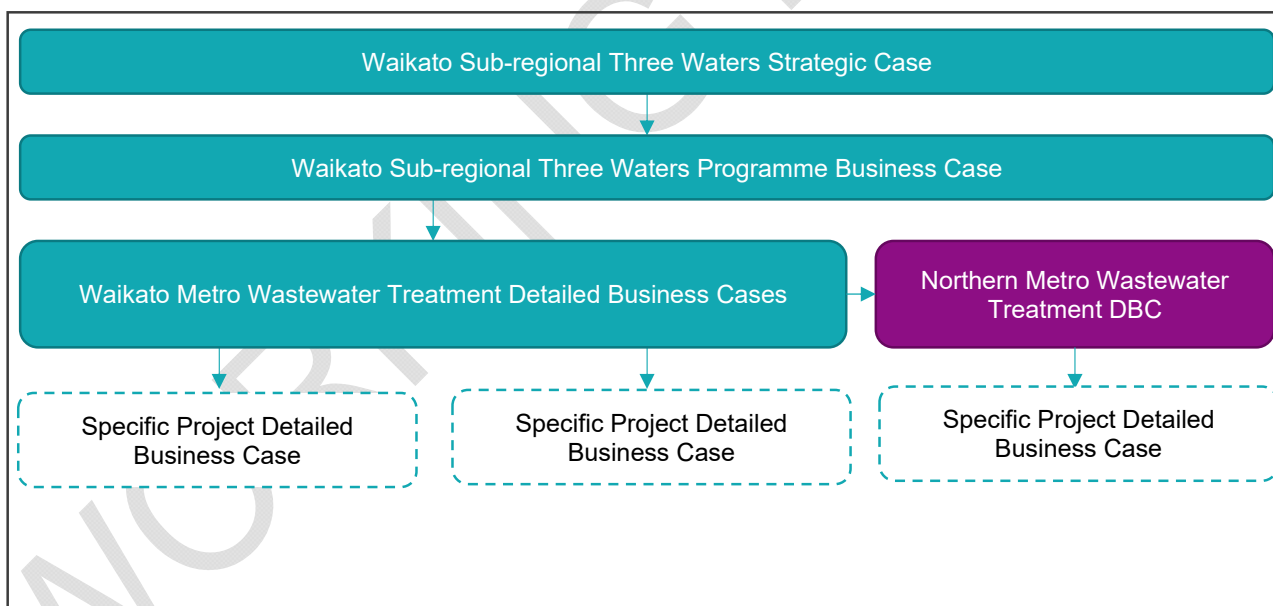 Waikato Sub-regional Three Waters Strategic Case
Waikato Sub-regional Three Waters Programme Business Case
Waikato Metro Wastewater Treatment Detailed Business Cases
Northern Metro Wastewater
Treatment DBC
Specific Project Detailed
Business Case
Specific Project Detailed
Business Case
Specific Project Detailed
Business Case
WORKING